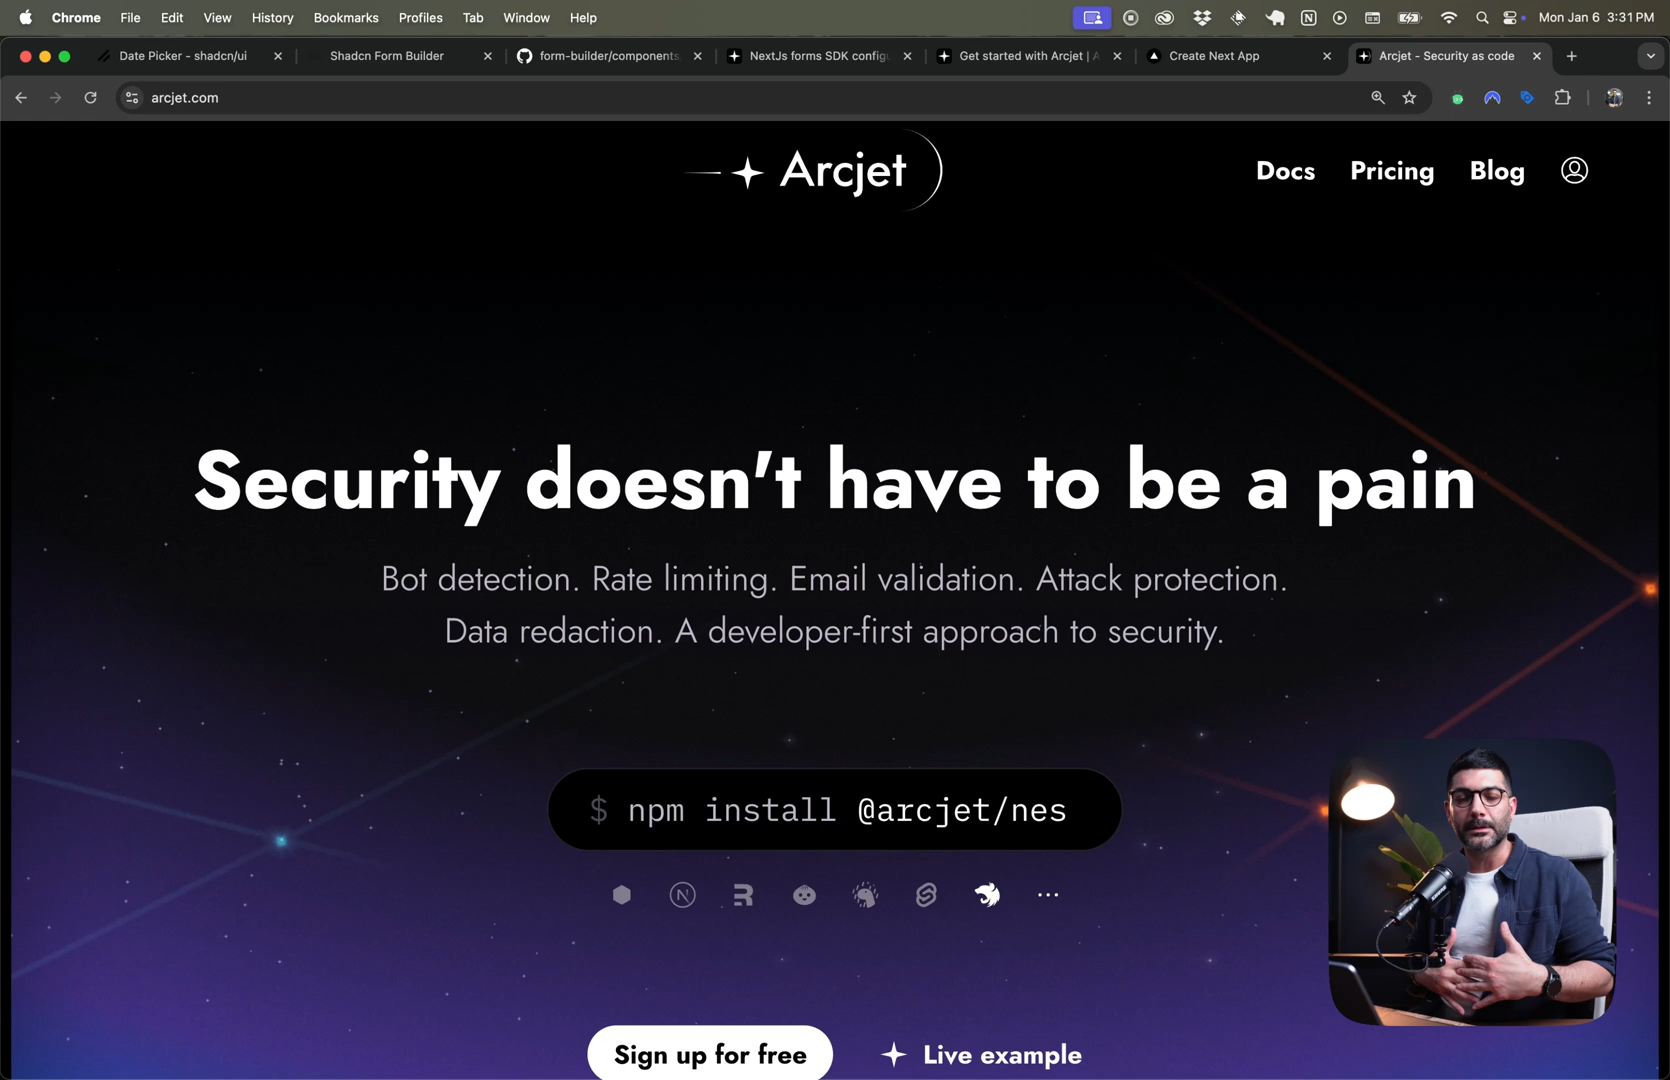 Chrome File Edit View History Bookmarks Profiles Tab Window Help Mon Jan 6 3:31 PM
Date Picker - shadcn/ui Shadcn Form Builder form-builder/components NextJs forms SDK config Get started with Arcjet | A Create Next App Arcjet - Security as code
arcjet.com
Arcjet
Docs Pricing Blog
Security doesn't have to be a pain
Bot detection. Rate limiting. Email validation. Attack protection.
Data redaction. A developer-first approach to security.
$ npm install @arcjet/nes
Sign up for free Live example